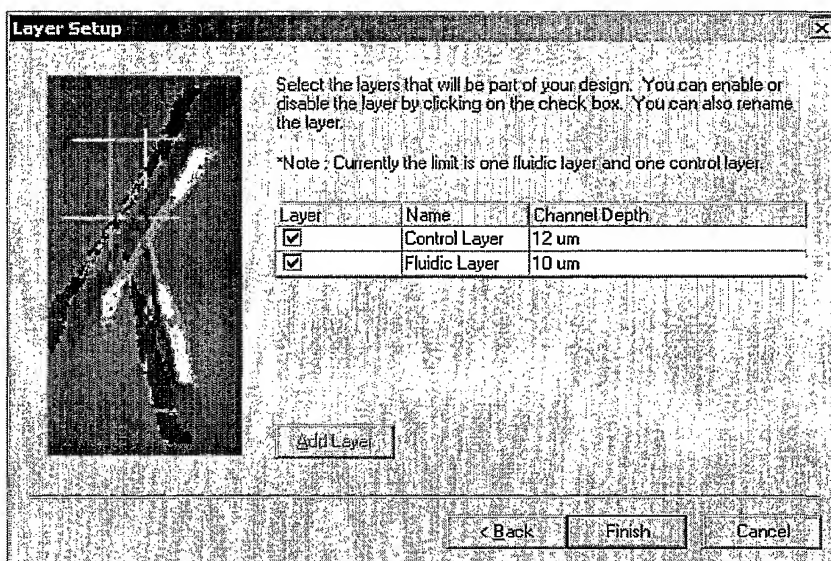 Layer Setup
Select the layers that will be part of your design. You can enable or
disable the layer by clicking on the check box. You can also rename
the layer.
*Note : Currently the limit is one fluidic layer and one control layer.
Layer Name Channel Depth
Control Layer 12 um
Fluidic Layer 10 um
Add Layer
< Back Finish Cancel